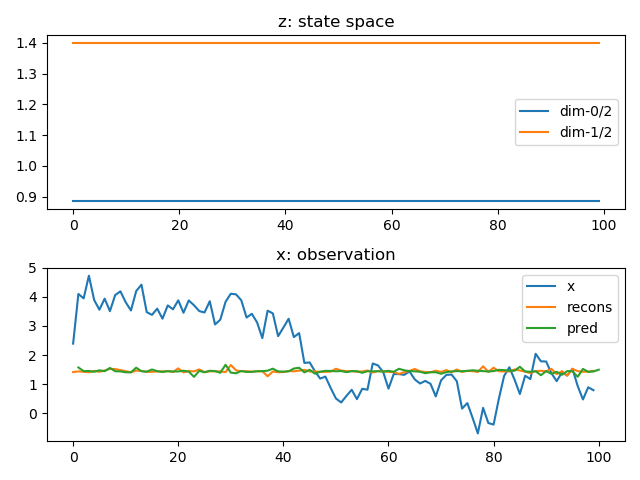 z: state space
1.4
1.3
1.2
1.1
1.0
0.9
dim-0/2
dim-1/2
0 20 40 60 80 100
x: observation
5
4
3
2
1
0
x
recons
pred
0 20 40 60 80 100